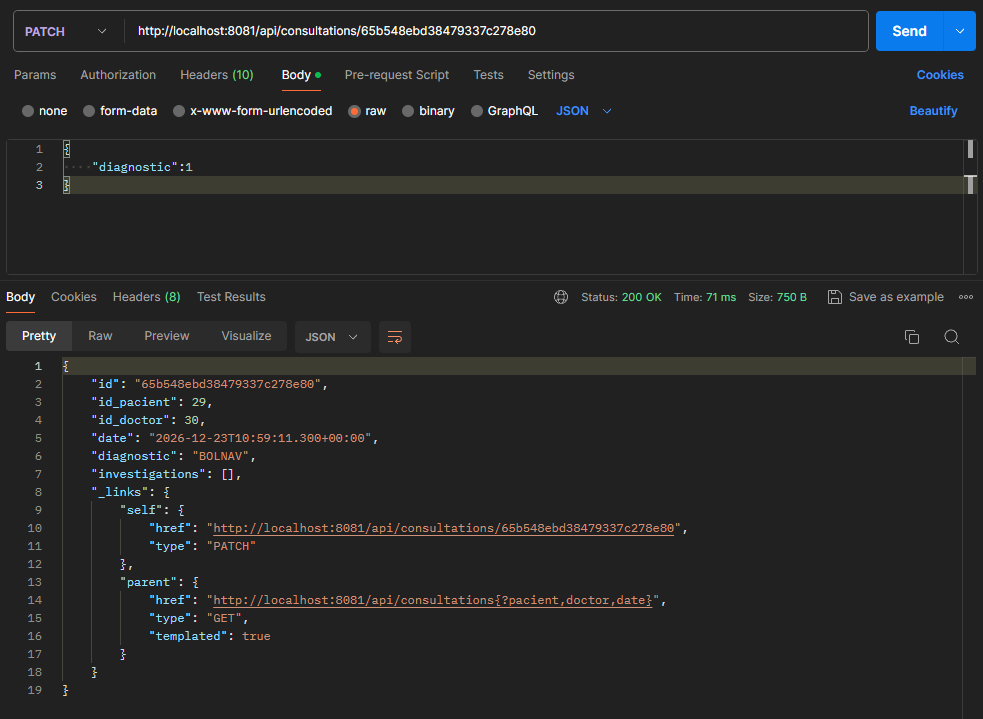 PATCH http://localhost:8081/api/consultations/65b548ebd38479337c278e80 Send
Params Authorization Headers (10) Body Pre-request Script Tests Settings Cookies
none form-data x-www-form-urlencoded raw binary GraphQL JSON Beautify
1 {
2 "diagnostic":1
3 }
Body Cookies Headers (8) Test Results Status: 200 OK Time: 71 ms Size: 750 B Save as example
Pretty Raw Preview Visualize JSON
1 {
2 "id": "65b548ebd38479337c278e80",
3 "id_pacient": 29,
4 "id_doctor": 30,
5 "date": "2026-12-23T10:59:11.300+00:00",
6 "diagnostic": "BOLNAV",
7 "investigations": [],
8 "_links": {
9 "self": {
10 "href": "http://localhost:8081/api/consultations/65b548ebd38479337c278e80",
11 "type": "PATCH"
12 },
13 "parent": {
14 "href": "http://localhost:8081/api/consultations{?pacient,doctor,date}",
15 "type": "GET",
16 "templated": true
17 }
18 }
19 }